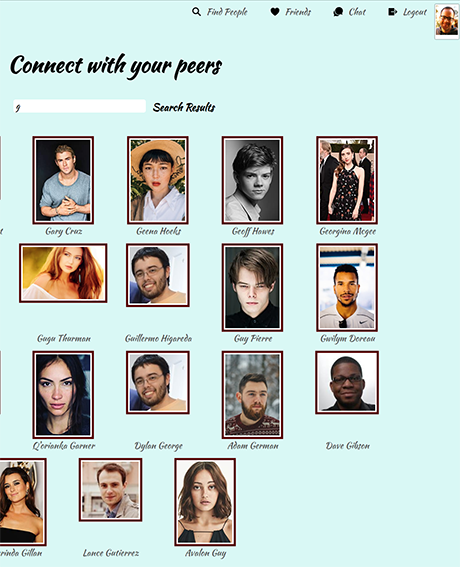 Find People Friends Chat Logout
Connect with your peers
g Search Results
t Gary Cruz Geena Hooks Geoff Hawes Georgina Mcgee
Gugu Thurman Guillermo Higareda Guy Pierre Gwilym Doreau
Q'orianka Garner Dylan George Adam German Dave Gibson
rinda Gillan Lance Gutierrez Avalon Guy